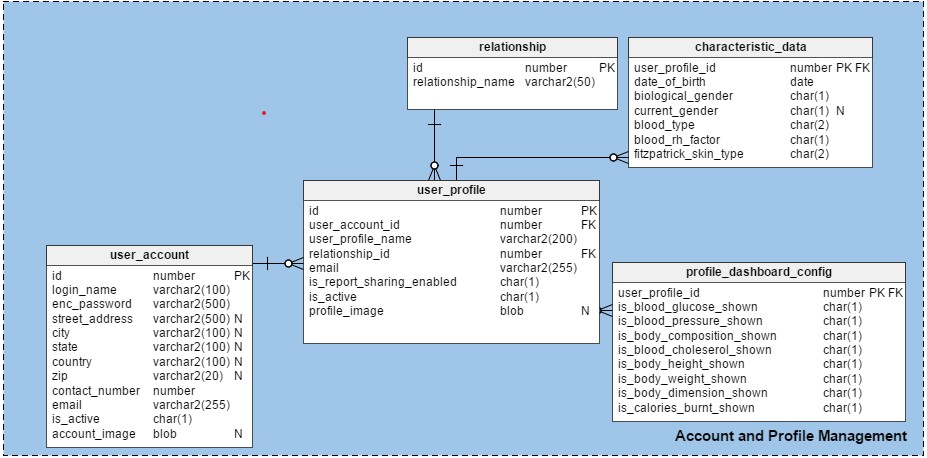 relationship
id number PK
relationship_name varchar2(50)
characteristic_data
user_profile_id number PK FK
date_of_birth date
biological_gender char(1)
current_gender char(1) N
blood_type char(2)
blood_rh_factor char(1)
fitzpatrick_skin_type char(2)
user_profile
id number PK
user_account_id number FK
user_profile_name varchar2(200)
relationship_id number FK
email varchar2(255)
is_report_sharing_enabled char(1)
is_active char(1)
profile_image blob N
user_account
id number PK
login_name varchar2(100)
enc_password varchar2(500)
street_address varchar2(500) N
city varchar2(100) N
state varchar2(100) N
country varchar2(100) N
zip varchar2(20) N
contact_number number
email varchar2(255)
is_active char(1)
account_image blob N
profile_dashboard_config
user_profile_id number PK FK
is_blood_glucose_shown char(1)
is_blood_pressure_shown char(1)
is_body_composition_shown char(1)
is_blood_choleserol_shown char(1)
is_body_height_shown char(1)
is_body_weight_shown char(1)
is_body_dimension_shown char(1)
is_calories_burnt_shown char(1)
Account and Profile Management